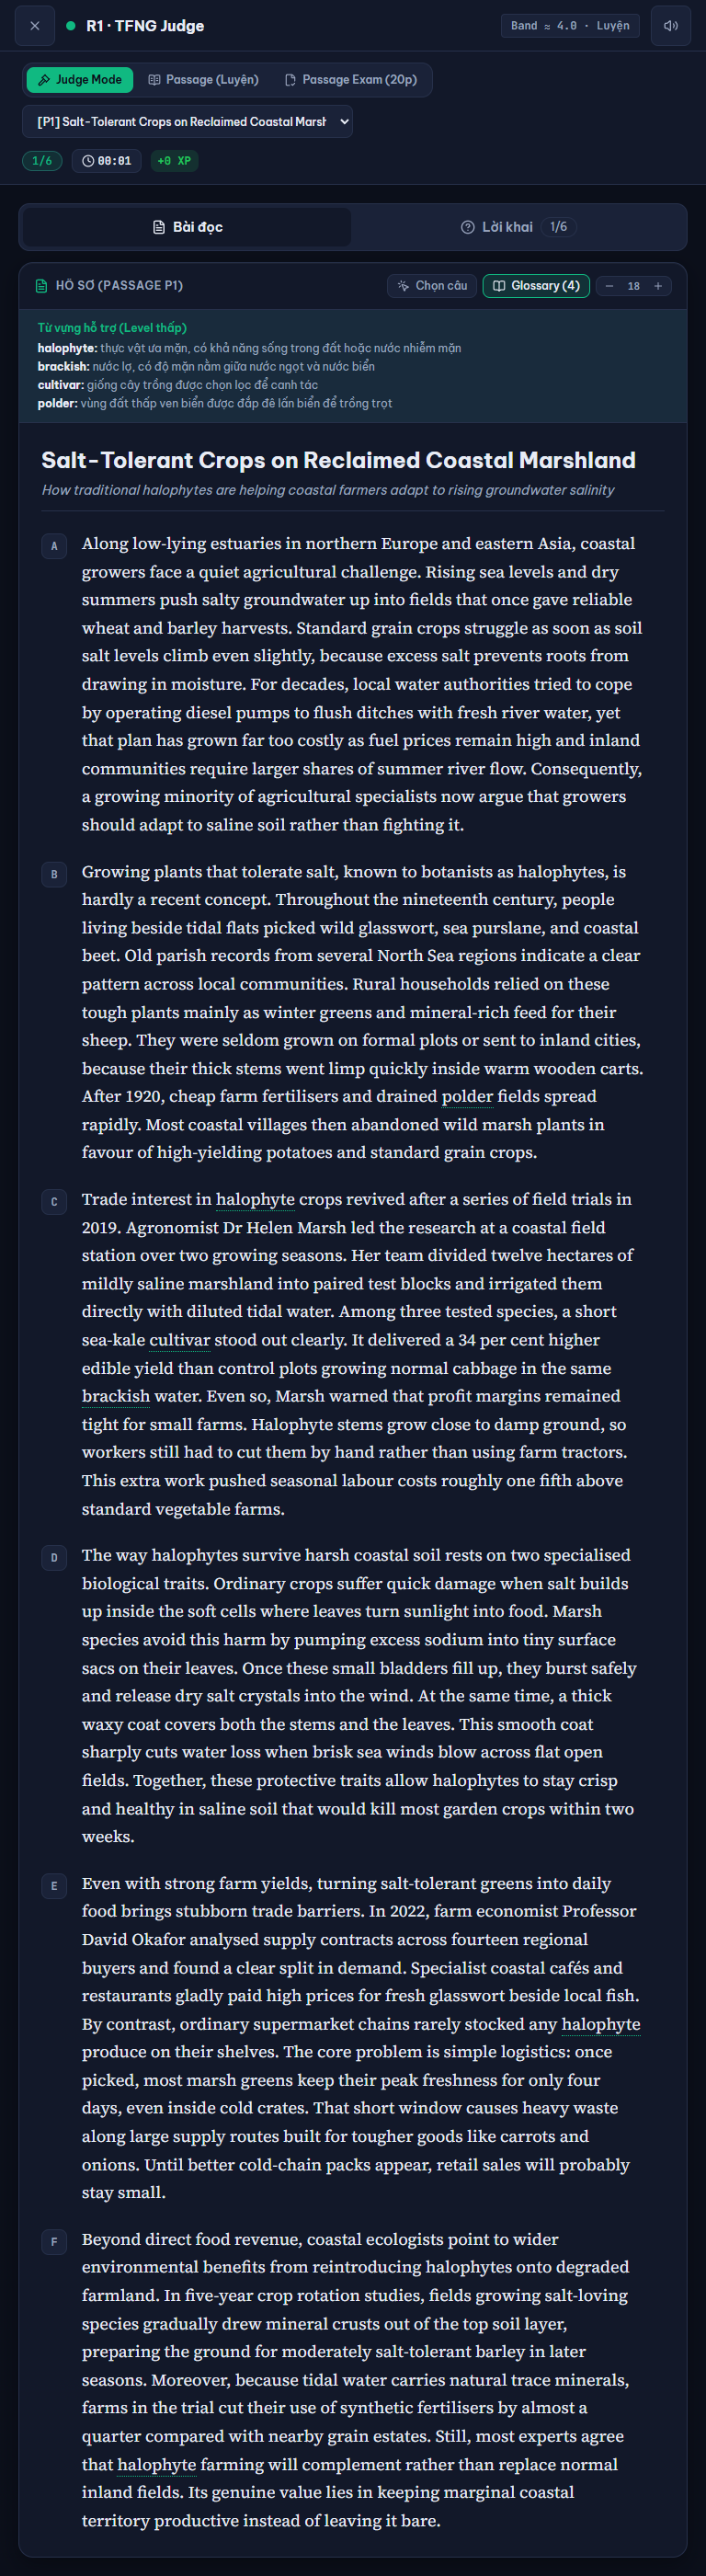 R1 · TFNG Judge
Band ≈ 4.0 · Luyện
Judge Mode
Passage (Luyện)
Passage Exam (20p)
[P1] Salt-Tolerant Crops on Reclaimed Coastal Marsh
1/6
00:01
+0 XP
Bài đọc
Lời khai
1/6
HỒ SƠ (PASSAGE P1)
Chọn câu
Glossary (4)
− 18 +
Từ vựng hỗ trợ (Level thấp)
halophyte: thực vật ưa mặn, có khả năng sống trong đất hoặc nước nhiễm mặn
brackish: nước lợ, có độ mặn nằm giữa nước ngọt và nước biển
cultivar: giống cây trồng được chọn lọc để canh tác
polder: vùng đất thấp ven biển được đắp đê lấn biển để trồng trọt
Salt-Tolerant Crops on Reclaimed Coastal Marshland
How traditional halophytes are helping coastal farmers adapt to rising groundwater salinity
A
Along low-lying estuaries in northern Europe and eastern Asia, coastal
growers face a quiet agricultural challenge. Rising sea levels and dry
summers push salty groundwater up into fields that once gave reliable
wheat and barley harvests. Standard grain crops struggle as soon as soil
salt levels climb even slightly, because excess salt prevents roots from
drawing in moisture. For decades, local water authorities tried to cope
by operating diesel pumps to flush ditches with fresh river water, yet
that plan has grown far too costly as fuel prices remain high and inland
communities require larger shares of summer river flow. Consequently,
a growing minority of agricultural specialists now argue that growers
should adapt to saline soil rather than fighting it.
B
Growing plants that tolerate salt, known to botanists as halophytes, is
hardly a recent concept. Throughout the nineteenth century, people
living beside tidal flats picked wild glasswort, sea purslane, and coastal
beet. Old parish records from several North Sea regions indicate a clear
pattern across local communities. Rural households relied on these
tough plants mainly as winter greens and mineral-rich feed for their
sheep. They were seldom grown on formal plots or sent to inland cities,
because their thick stems went limp quickly inside warm wooden carts.
After 1920, cheap farm fertilisers and drained polder fields spread
rapidly. Most coastal villages then abandoned wild marsh plants in
favour of high-yielding potatoes and standard grain crops.
C
Trade interest in halophyte crops revived after a series of field trials in
2019. Agronomist Dr Helen Marsh led the research at a coastal field
station over two growing seasons. Her team divided twelve hectares of
mildly saline marshland into paired test blocks and irrigated them
directly with diluted tidal water. Among three tested species, a short
sea-kale cultivar stood out clearly. It delivered a 34 per cent higher
edible yield than control plots growing normal cabbage in the same
brackish water. Even so, Marsh warned that profit margins remained
tight for small farms. Halophyte stems grow close to damp ground, so
workers still had to cut them by hand rather than using farm tractors.
This extra work pushed seasonal labour costs roughly one fifth above
standard vegetable farms.
D
The way halophytes survive harsh coastal soil rests on two specialised
biological traits. Ordinary crops suffer quick damage when salt builds
up inside the soft cells where leaves turn sunlight into food. Marsh
species avoid this harm by pumping excess sodium into tiny surface
sacs on their leaves. Once these small bladders fill up, they burst safely
and release dry salt crystals into the wind. At the same time, a thick
waxy coat covers both the stems and the leaves. This smooth coat
sharply cuts water loss when brisk sea winds blow across flat open
fields. Together, these protective traits allow halophytes to stay crisp
and healthy in saline soil that would kill most garden crops within two
weeks.
E
Even with strong farm yields, turning salt-tolerant greens into daily
food brings stubborn trade barriers. In 2022, farm economist Professor
David Okafor analysed supply contracts across fourteen regional
buyers and found a clear split in demand. Specialist coastal cafés and
restaurants gladly paid high prices for fresh glasswort beside local fish.
By contrast, ordinary supermarket chains rarely stocked any halophyte
produce on their shelves. The core problem is simple logistics: once
picked, most marsh greens keep their peak freshness for only four
days, even inside cold crates. That short window causes heavy waste
along large supply routes built for tougher goods like carrots and
onions. Until better cold-chain packs appear, retail sales will probably
stay small.
F
Beyond direct food revenue, coastal ecologists point to wider
environmental benefits from reintroducing halophytes onto degraded
farmland. In five-year crop rotation studies, fields growing salt-loving
species gradually drew mineral crusts out of the top soil layer,
preparing the ground for moderately salt-tolerant barley in later
seasons. Moreover, because tidal water carries natural trace minerals,
farms in the trial cut their use of synthetic fertilisers by almost a
quarter compared with nearby grain estates. Still, most experts agree
that halophyte farming will complement rather than replace normal
inland fields. Its genuine value lies in keeping marginal coastal
territory productive instead of leaving it bare.